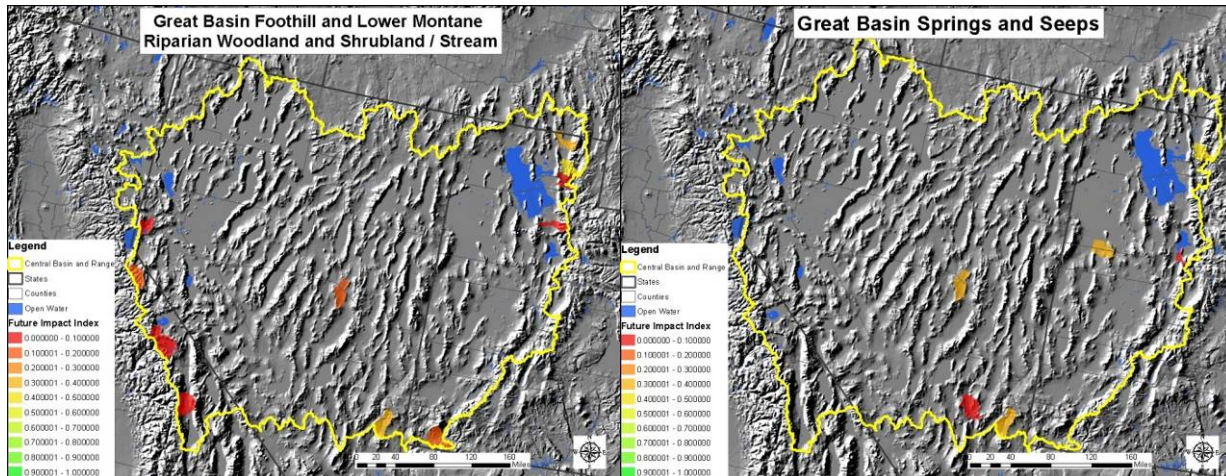 Great Basin Foothill and Lower Montane
Riparian Woodland and Shrubland / Stream
Legend
Central Basin and Range
States
Counties
Open Water
Future Impact Index
0.000000 - 0.100000
0.100001 - 0.200000
0.200001 - 0.300000
0.300001 - 0.400000
0.400001 - 0.500000
0.500001 - 0.600000
0.600001 - 0.700000
0.700001 - 0.800000
0.800001 - 0.900000
0.900001 - 1.000000
0 20 40 80 120 160
Miles
Great Basin Springs and Seeps
Legend
Central Basin and Range
States
Counties
Open Water
Future Impact Index
0.000000 - 0.100000
0.100001 - 0.200000
0.200001 - 0.300000
0.300001 - 0.400000
0.400001 - 0.500000
0.500001 - 0.600000
0.600001 - 0.700000
0.700001 - 0.800000
0.800001 - 0.900000
0.900001 - 1.000000
0 20 40 80 120 160
Miles